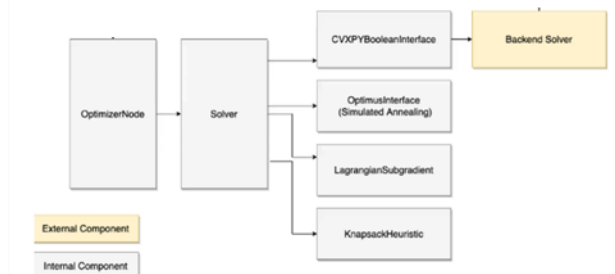 CVXPYBooleanInterface
Backend Solver
OptimizerNode
Solver
OptimusInterface
(Simulated Annealing)
LagrangianSubgradient
External Component
KnapsackHeuristic
Internal Component